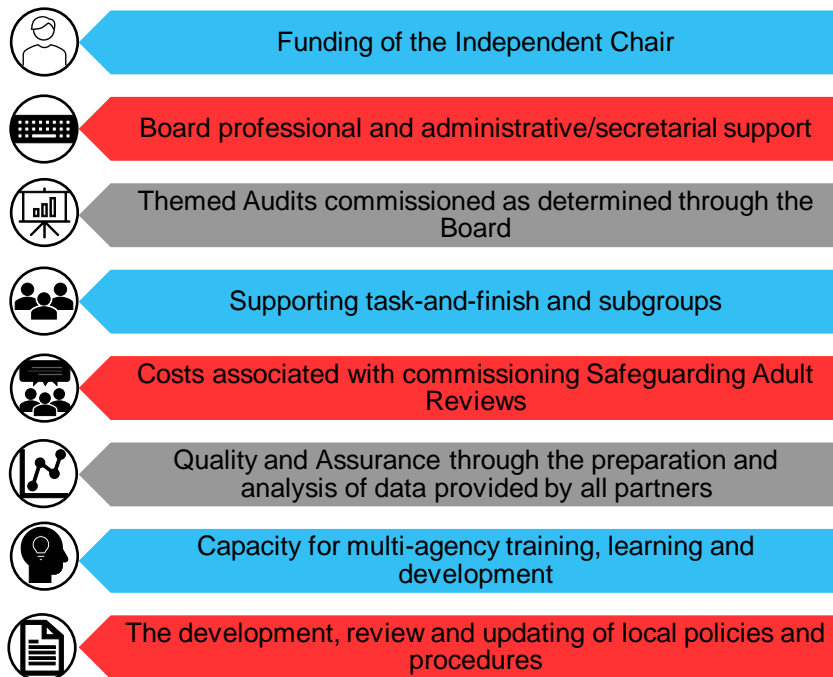 Funding of the Independent Chair
Board professional and administrative/secretarial support
Themed Audits commissioned as determined through the
Board
Supporting task-and-finish and subgroups
Costs associated with commissioning Safeguarding Adult
Reviews
Quality and Assurance through the preparation and
analysis of data provided by all partners
Capacity for multi-agency training, learning and
development
The development, review and updating of local policies and
procedures